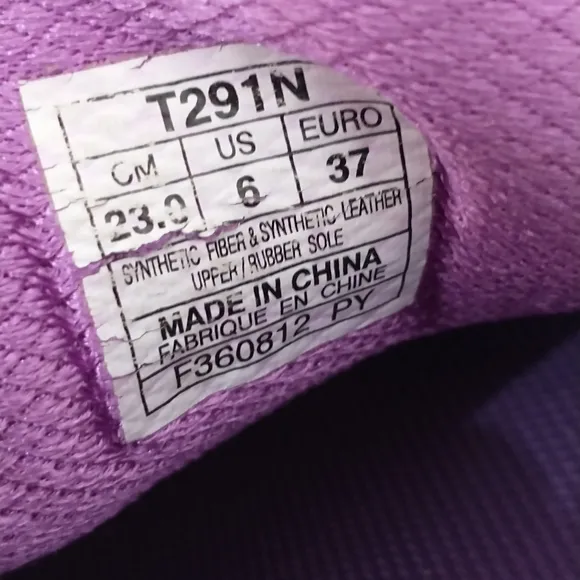 T291N
CM US EURO
23.0 6 37
SYNTHETIC FIBER & SYNTHETIC LEATHER
UPPER / RUBBER SOLE
MADE IN CHINA
FABRIQUE EN CHINE
F360812 PY